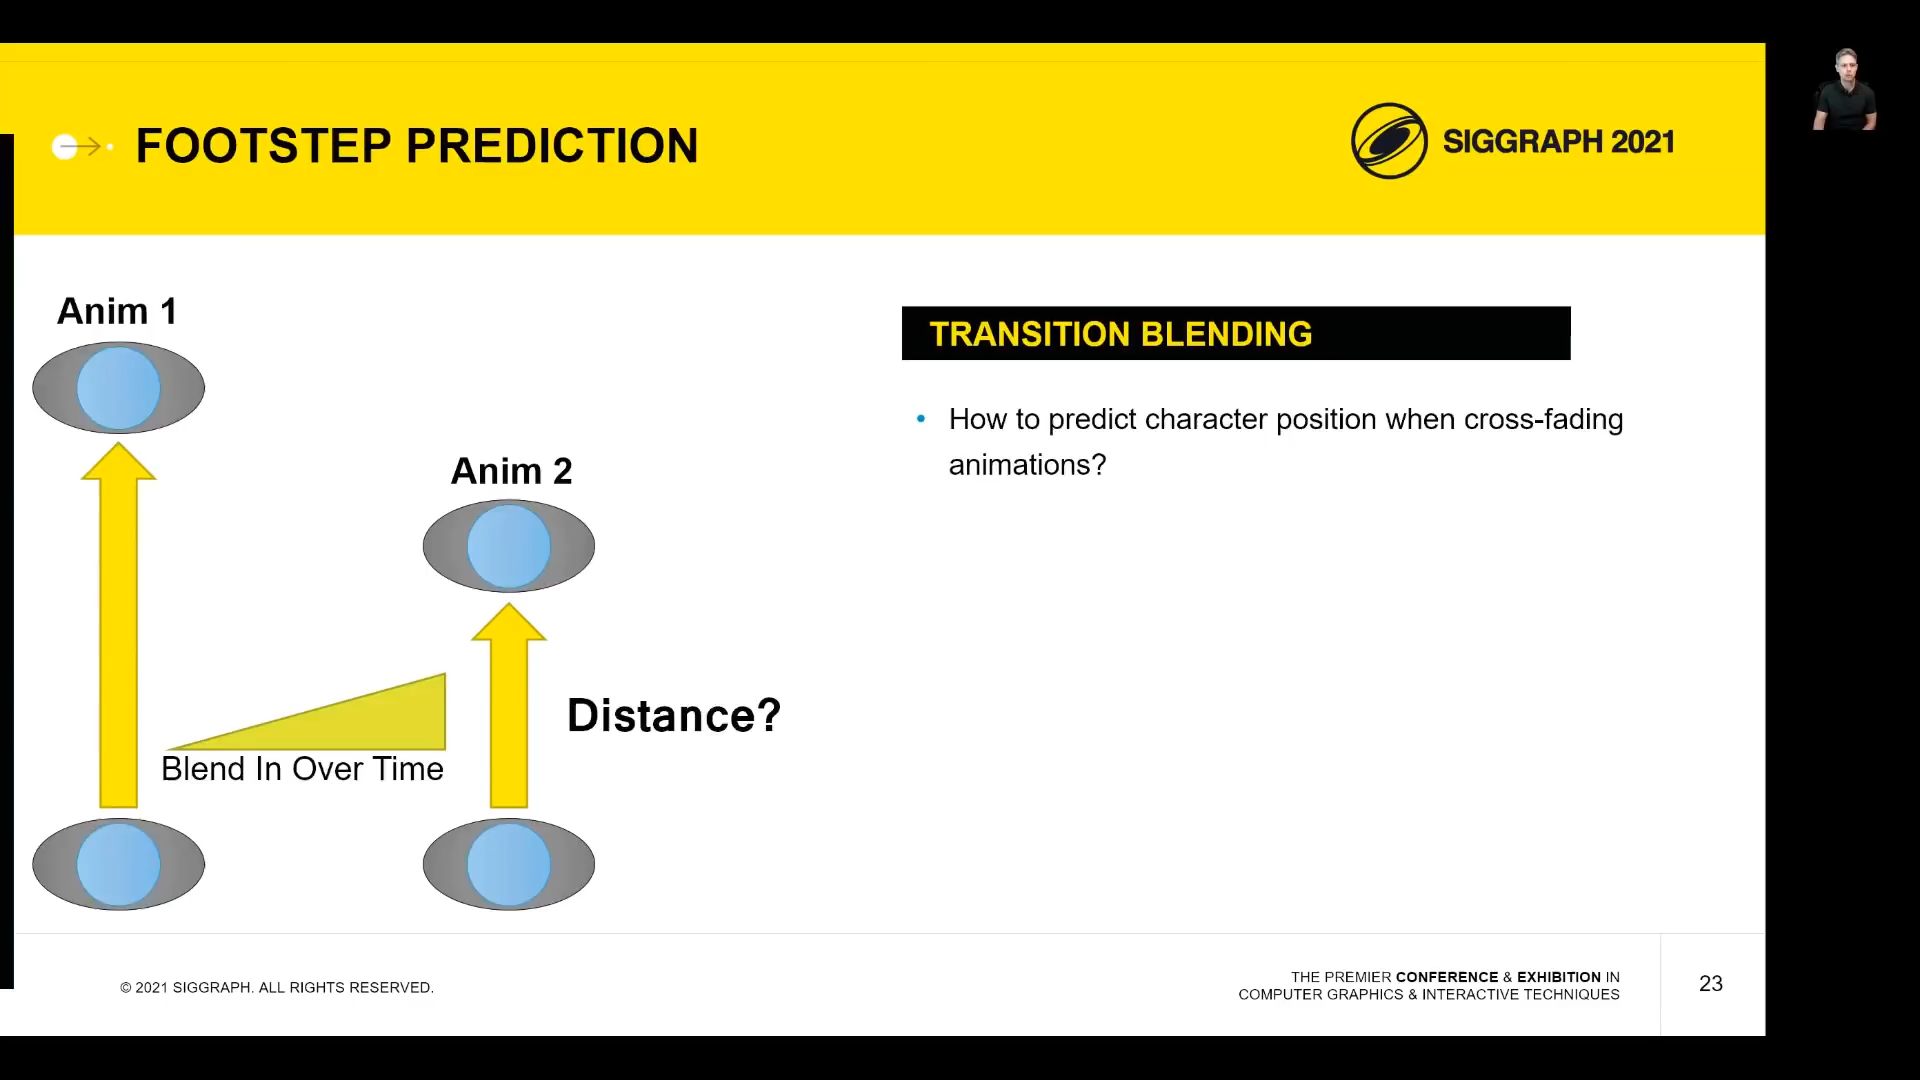 FOOTSTEP PREDICTION
SIGGRAPH 2021
Anim 1
Anim 2
Blend In Over Time
Distance?
TRANSITION BLENDING
• How to predict character position when cross-fading
animations?
© 2021 SIGGRAPH. ALL RIGHTS RESERVED.
THE PREMIER CONFERENCE & EXHIBITION IN
COMPUTER GRAPHICS & INTERACTIVE TECHNIQUES
23